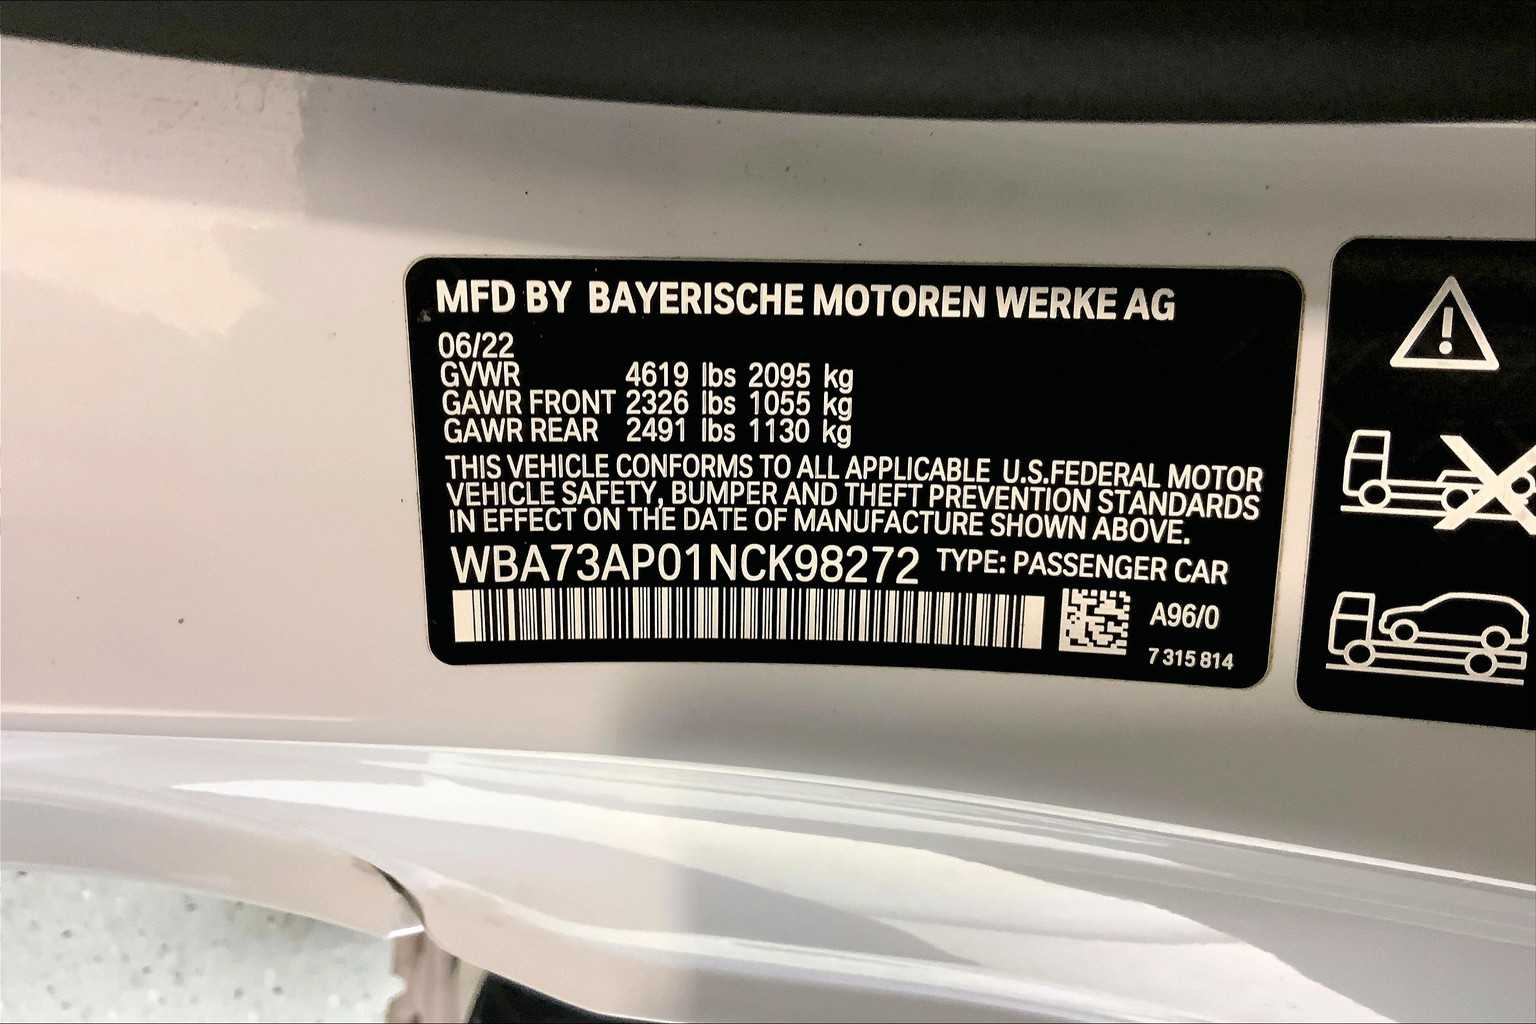 MFD BY BAYERISCHE MOTOREN WERKE AG
06/22
GVWR 4619 lbs 2095 kg
GAWR FRONT 2326 lbs 1055 kg
GAWR REAR 2491 lbs 1130 kg
THIS VEHICLE CONFORMS TO ALL APPLICABLE U.S.FEDERAL MOTOR
VEHICLE SAFETY, BUMPER AND THEFT PREVENTION STANDARDS
IN EFFECT ON THE DATE OF MANUFACTURE SHOWN ABOVE.
WBA73AP01NCK98272 TYPE: PASSENGER CAR
A96/0
7 315 814